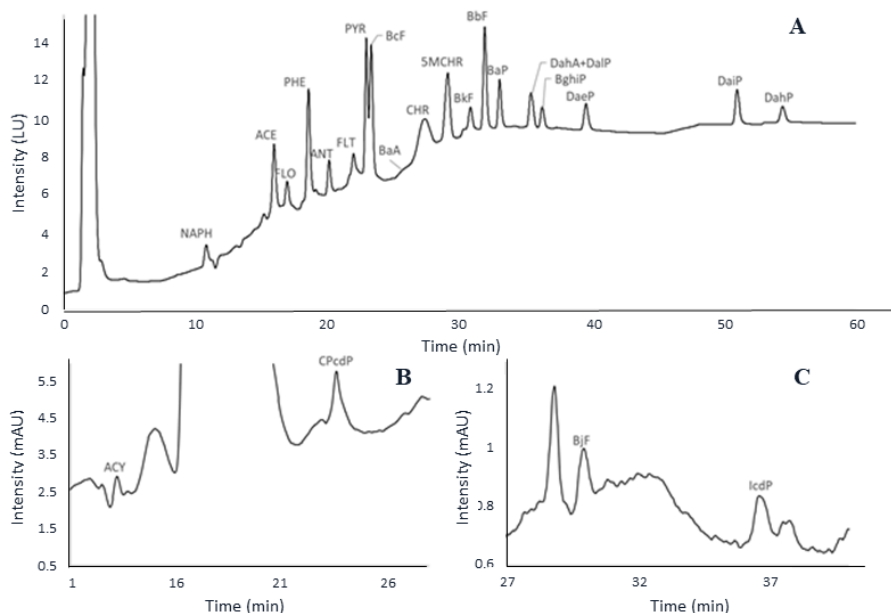 A
Intensity (LU)
14
12
10
8
6
4
2
0
NAPH
ACE
FLO
PHE
ANT
FLT
PYR
BcF
BaA
CHR
5MCHR
BkF
BbF
BaP
DahA+DalP
BghiP
DaeP
DaiP
DahP
0 10 20 30 40 50 60
Time (min)
B
Intensity (mAU)
5.5
4.5
3.5
2.5
1.5
0.5
ACY
CPcdP
1 16 21 26
Time (min)
C
Intensity (mAU)
1.2
1
0.8
0.6
BjF
IcdP
27 32 37
Time (min)